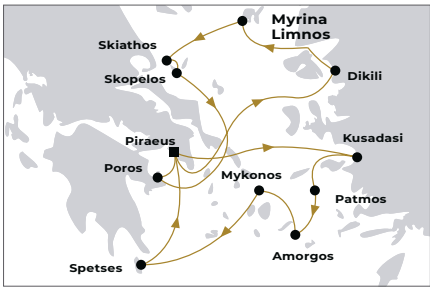 Myrina
Limnos
Skiathos
Skopelos
Dikili
Piraeus
Kusadasi
Poros
Mykonos
Patmos
Amorgos
Spetses